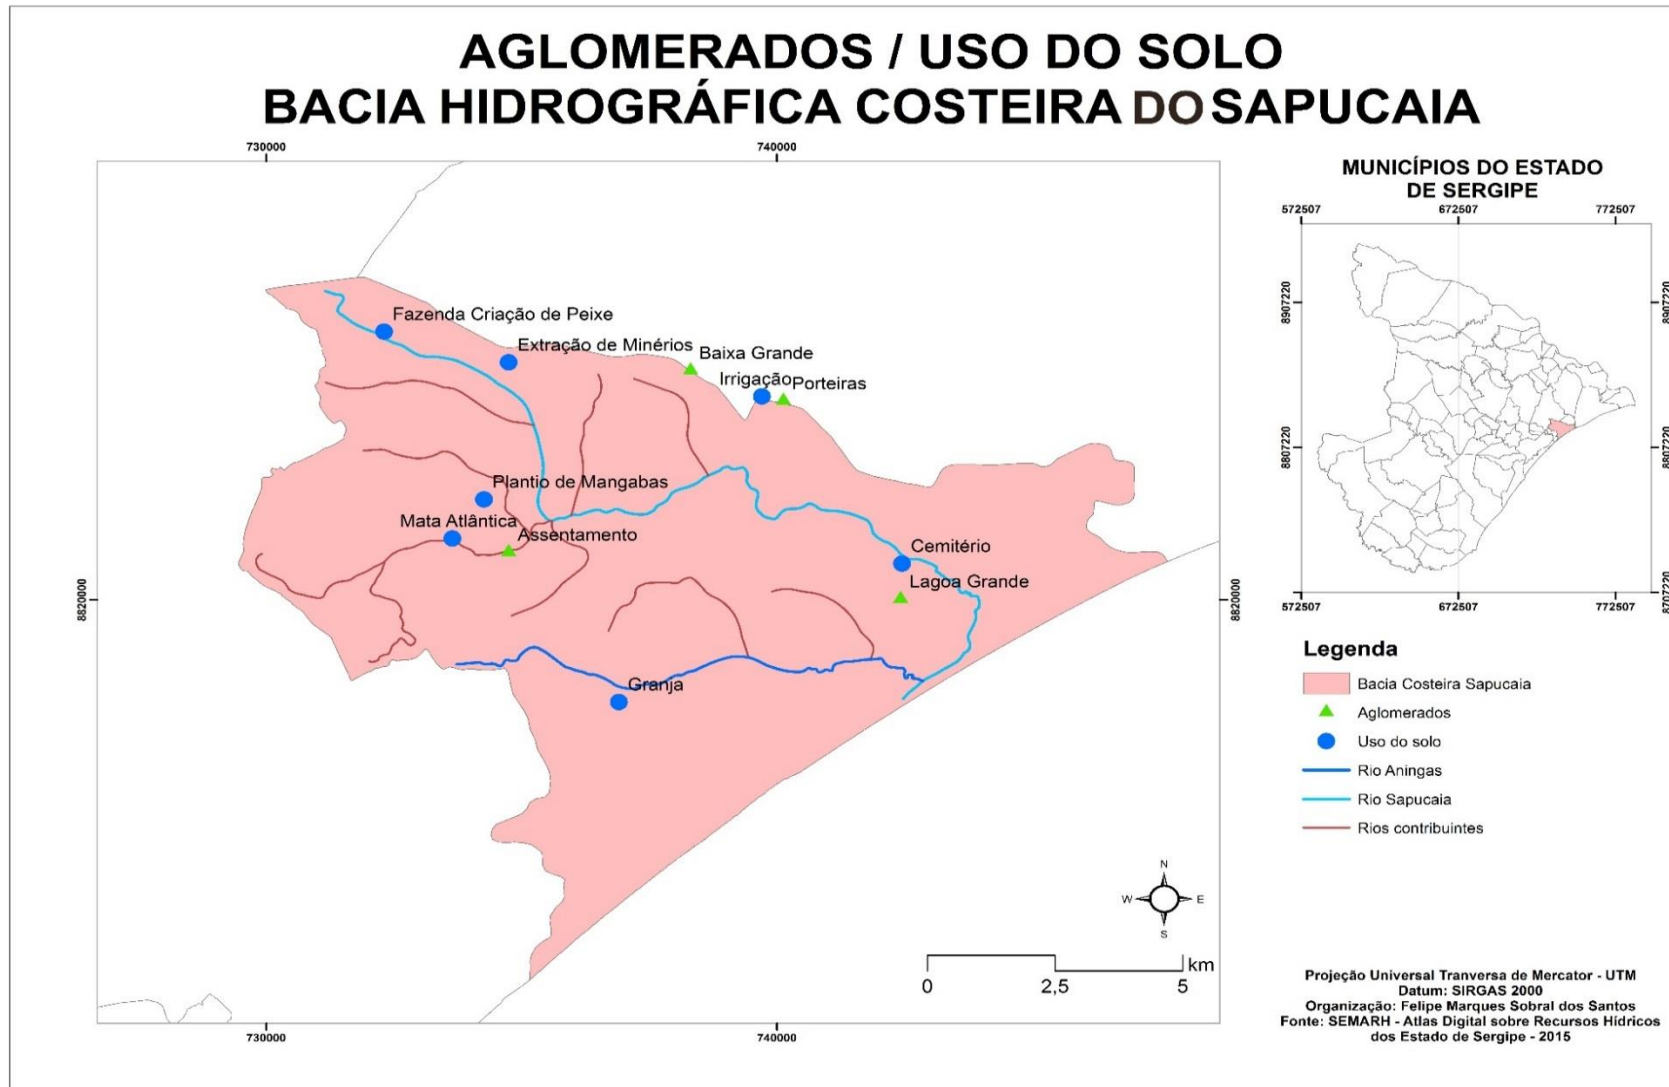 AGLOMERADOS / USO DO SOLO
BACIA HIDROGRÁFICA COSTEIRA DO SAPUCAIA
730000
740000
Fazenda Criação de Peixe
Extração de Minérios
Baixa Grande
Irrigação
Porteiras
Plantio de Mangabas
Mata Atlântica
Assentamento
Cemitério
Lagoa Grande
Granja
8820000
8820000
N
W
E
S
km
0
2,5
5
730000
740000
MUNICÍPIOS DO ESTADO
DE SERGIPE
572507
672507
772507
8907220
8907220
8807220
8807220
8707220
8707220
572507
672507
772507
Legenda
Bacia Costeira Sapucaia
Aglomerados
Uso do solo
Rio Aningas
Rio Sapucaia
Rios contribuintes
Projeção Universal Tranversa de Mercator - UTM
Datum: SIRGAS 2000
Organização: Felipe Marques Sobral dos Santos
Fonte: SEMARH - Atlas Digital sobre Recursos Hídricos
dos Estado de Sergipe - 2015